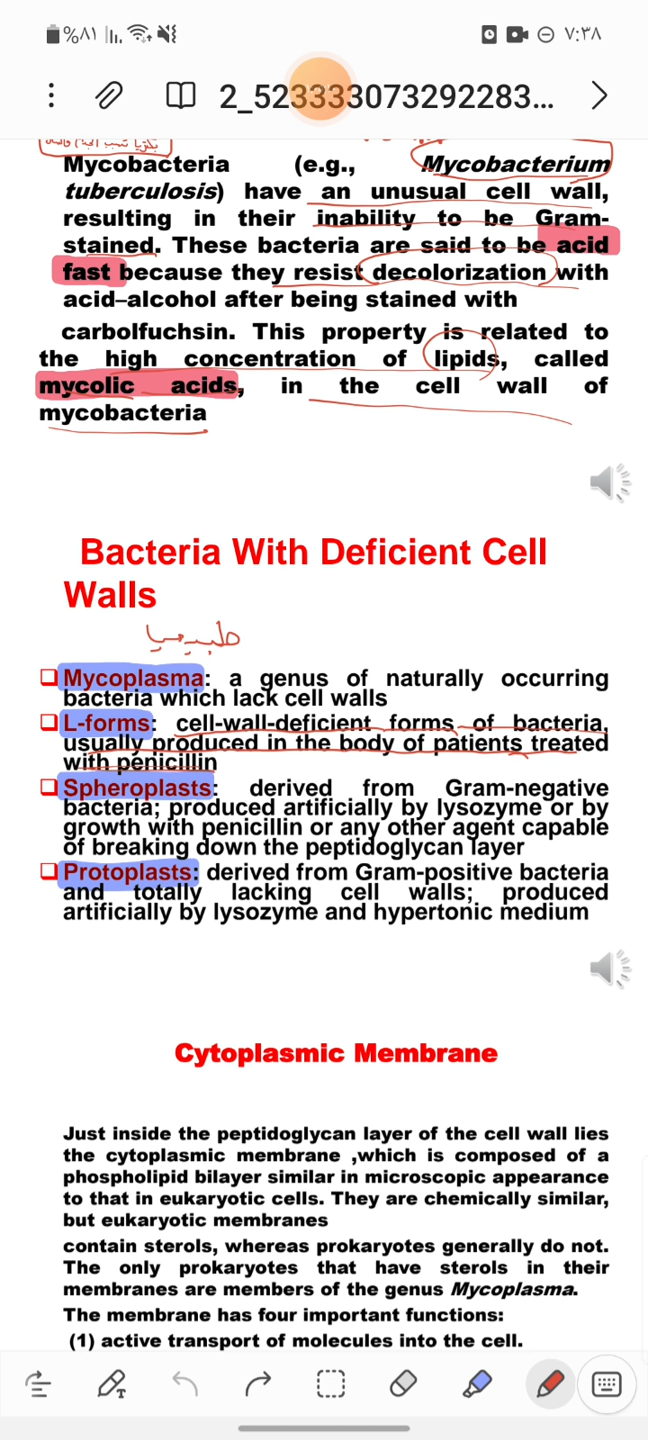 %٨١
٧:٣٨
2_523333073292283...
Mycobacteria (e.g., Mycobacterium
tuberculosis) have an unusual cell wall,
resulting in their inability to be Gram-
stained. These bacteria are said to be acid
fast because they resist decolorization with
acid–alcohol after being stained with
carbolfuchsin. This property is related to
the high concentration of lipids, called
mycolic acids, in the cell wall of
mycobacteria
Bacteria With Deficient Cell
Walls
❑Mycoplasma: a genus of naturally occurring
bacteria which lack cell walls
❑L-forms: cell-wall-deficient forms of bacteria,
usually produced in the body of patients treated
with penicillin
❑Spheroplasts: derived from Gram-negative
bacteria; produced artificially by lysozyme or by
growth with penicillin or any other agent capable
of breaking down the peptidoglycan layer
❑Protoplasts: derived from Gram-positive bacteria
and totally lacking cell walls; produced
artificially by lysozyme and hypertonic medium
Cytoplasmic Membrane
Just inside the peptidoglycan layer of the cell wall lies
the cytoplasmic membrane ,which is composed of a
phospholipid bilayer similar in microscopic appearance
to that in eukaryotic cells. They are chemically similar,
but eukaryotic membranes
contain sterols, whereas prokaryotes generally do not.
The only prokaryotes that have sterols in their
membranes are members of the genus Mycoplasma.
The membrane has four important functions:
(1) active transport of molecules into the cell.